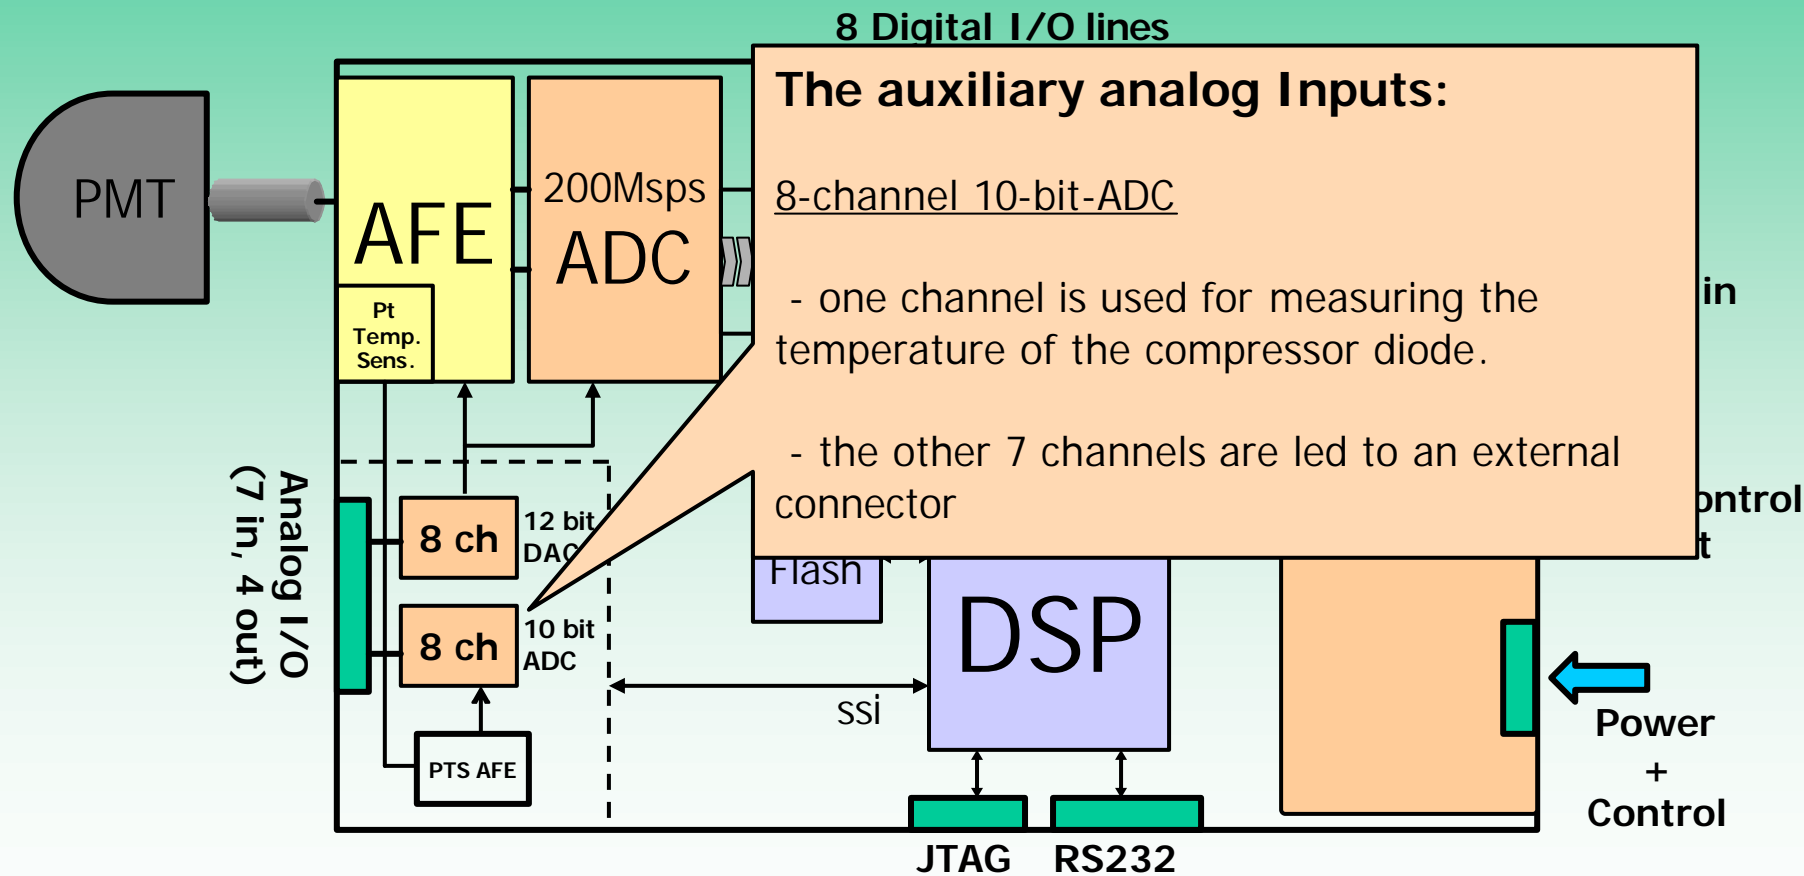 8 Digital I/O lines
The auxiliary analog Inputs:
8-channel 10-bit-ADC
- one channel is used for measuring the
temperature of the compressor diode.
- the other 7 channels are led to an external
connector
PMT
AFE
200Msps
ADC
Pt
Temp.
Sens.
in
Analog I/O
(7 in, 4 out)
8 ch
12 bit
DAC
8 ch
10 bit
ADC
PTS AFE
Flash
DSP
ssi
Power
+
Control
JTAG
RS232